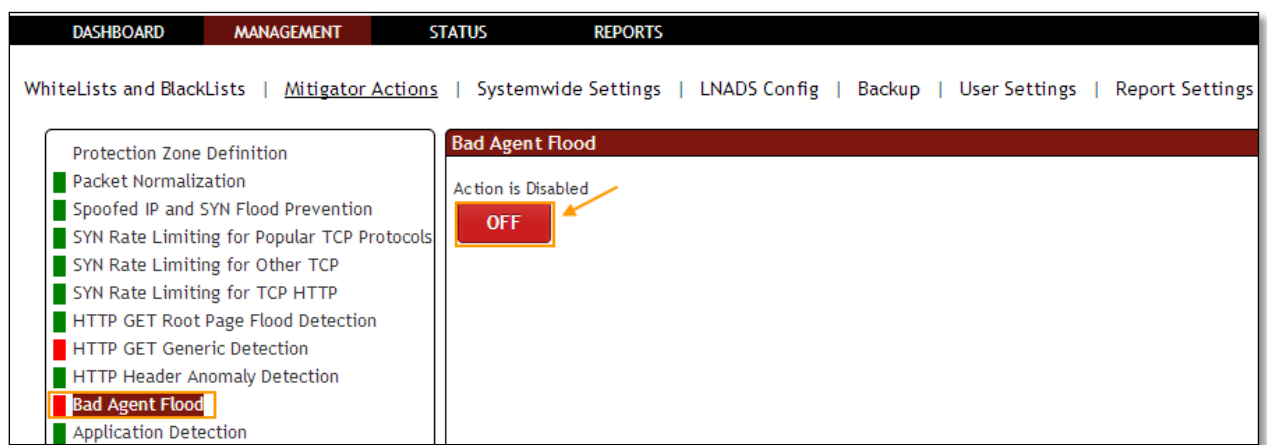 DASHBOARD MANAGEMENT STATUS REPORTS
WhiteLists and BlackLists | Mitigator Actions | Systemwide Settings | LNADS Config | Backup | User Settings | Report Settings
Protection Zone Definition
Packet Normalization
Spoofed IP and SYN Flood Prevention
SYN Rate Limiting for Popular TCP Protocols
SYN Rate Limiting for Other TCP
SYN Rate Limiting for TCP HTTP
HTTP GET Root Page Flood Detection
HTTP GET Generic Detection
HTTP Header Anomaly Detection
Bad Agent Flood
Application Detection
Bad Agent Flood
Action is Disabled
OFF